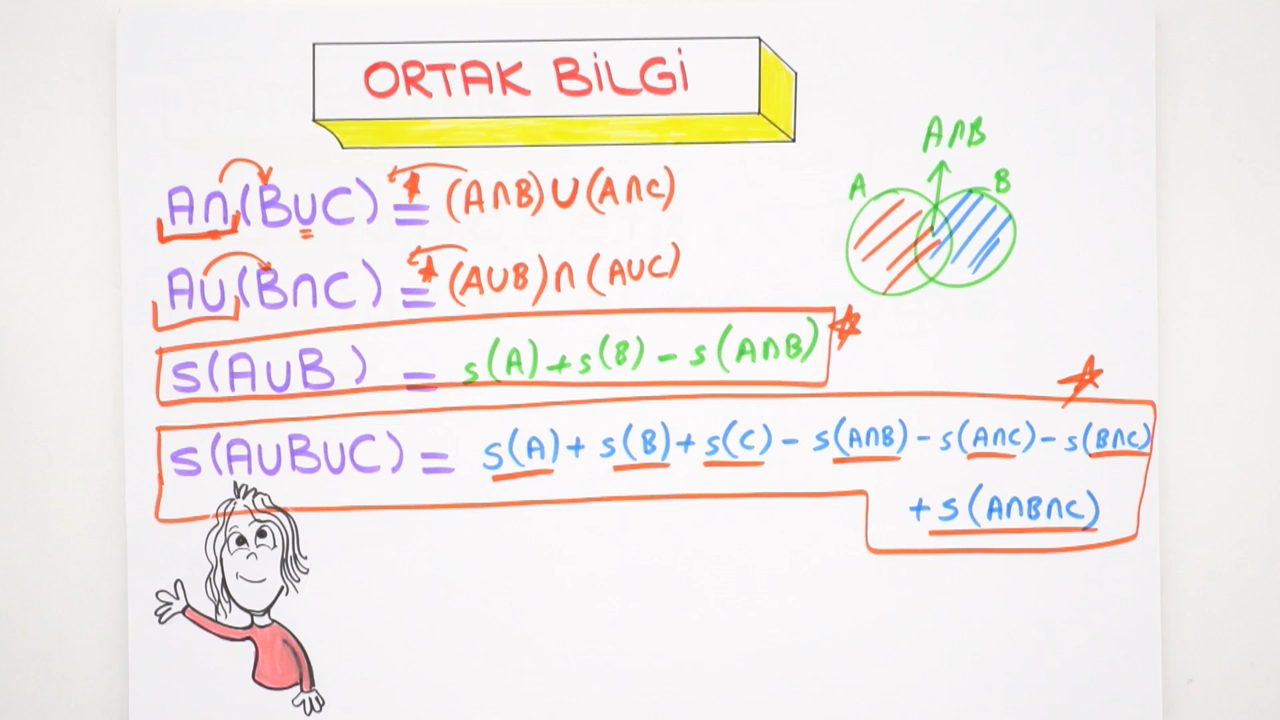 ORTAK BİLGİ
A∩(B∪C) = (A∩B)∪(A∩C)
A∪(B∩C) = (A∪B)∩(A∪C)
A∩B
A B
s(A∪B) = s(A)+s(B)-s(A∩B)
s(A∪B∪C) = s(A)+s(B)+s(C)-s(A∩B)-s(A∩C)-s(B∩C)
+s(A∩B∩C)